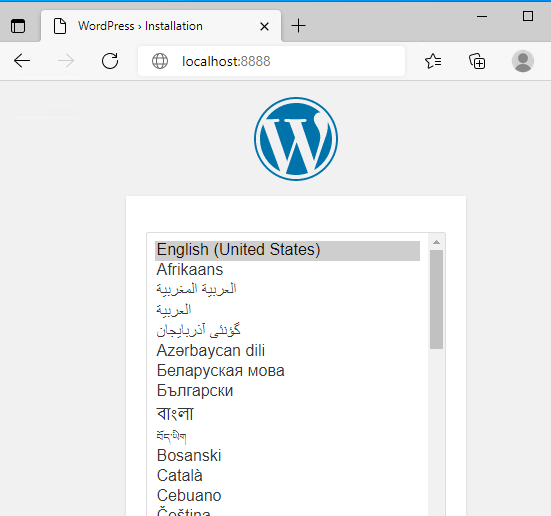 WordPress › Installation
localhost:8888
English (United States)
Afrikaans
العربية المغربية
العربية
گؤنئی آذربایجان
Azərbaycan dili
Беларуская мова
Български
বাংলা
བོད་ཡིག
Bosanski
Català
Cebuano
Čeština